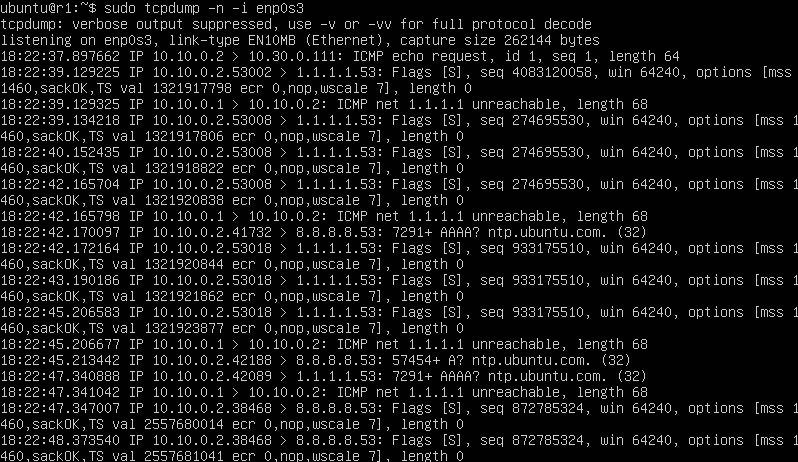 ubuntu@r1:~$ sudo tcpdump -n -i enp0s3
tcpdump: verbose output suppressed, use -v or -vv for full protocol decode
listening on enp0s3, link-type EN10MB (Ethernet), capture size 262144 bytes
18:22:37.897662 IP 10.10.0.2 > 10.30.0.111: ICMP echo request, id 1, seq 1, length 64
18:22:39.129225 IP 10.10.0.2.53002 > 1.1.1.1.53: Flags [S], seq 4083120058, win 64240, options [mss
1460,sackOK,TS val 1321917798 ecr 0,nop,wscale 7], length 0
18:22:39.129325 IP 10.10.0.1 > 10.10.0.2: ICMP net 1.1.1.1 unreachable, length 68
18:22:39.134218 IP 10.10.0.2.53008 > 1.1.1.1.53: Flags [S], seq 274695530, win 64240, options [mss 1
460,sackOK,TS val 1321917806 ecr 0,nop,wscale 7], length 0
18:22:40.152435 IP 10.10.0.2.53008 > 1.1.1.1.53: Flags [S], seq 274695530, win 64240, options [mss 1
460,sackOK,TS val 1321918822 ecr 0,nop,wscale 7], length 0
18:22:42.165704 IP 10.10.0.2.53008 > 1.1.1.1.53: Flags [S], seq 274695530, win 64240, options [mss 1
460,sackOK,TS val 1321920838 ecr 0,nop,wscale 7], length 0
18:22:42.165798 IP 10.10.0.1 > 10.10.0.2: ICMP net 1.1.1.1 unreachable, length 68
18:22:42.170097 IP 10.10.0.2.41732 > 8.8.8.8.53: 7291+ AAAA? ntp.ubuntu.com. (32)
18:22:42.172164 IP 10.10.0.2.53018 > 1.1.1.1.53: Flags [S], seq 933175510, win 64240, options [mss 1
460,sackOK,TS val 1321920844 ecr 0,nop,wscale 7], length 0
18:22:43.190186 IP 10.10.0.2.53018 > 1.1.1.1.53: Flags [S], seq 933175510, win 64240, options [mss 1
460,sackOK,TS val 1321921862 ecr 0,nop,wscale 7], length 0
18:22:45.206583 IP 10.10.0.2.53018 > 1.1.1.1.53: Flags [S], seq 933175510, win 64240, options [mss 1
460,sackOK,TS val 1321923877 ecr 0,nop,wscale 7], length 0
18:22:45.206677 IP 10.10.0.1 > 10.10.0.2: ICMP net 1.1.1.1 unreachable, length 68
18:22:45.213442 IP 10.10.0.2.42188 > 8.8.8.8.53: 57454+ A? ntp.ubuntu.com. (32)
18:22:47.340888 IP 10.10.0.2.42089 > 1.1.1.1.53: 7291+ AAAA? ntp.ubuntu.com. (32)
18:22:47.341042 IP 10.10.0.1 > 10.10.0.2: ICMP net 1.1.1.1 unreachable, length 68
18:22:47.347007 IP 10.10.0.2.38468 > 8.8.8.8.53: Flags [S], seq 872785324, win 64240, options [mss 1
460,sackOK,TS val 2557680014 ecr 0,nop,wscale 7], length 0
18:22:48.373540 IP 10.10.0.2.38468 > 8.8.8.8.53: Flags [S], seq 872785324, win 64240, options [mss 1
460,sackOK,TS val 2557681041 ecr 0,nop,wscale 7], length 0